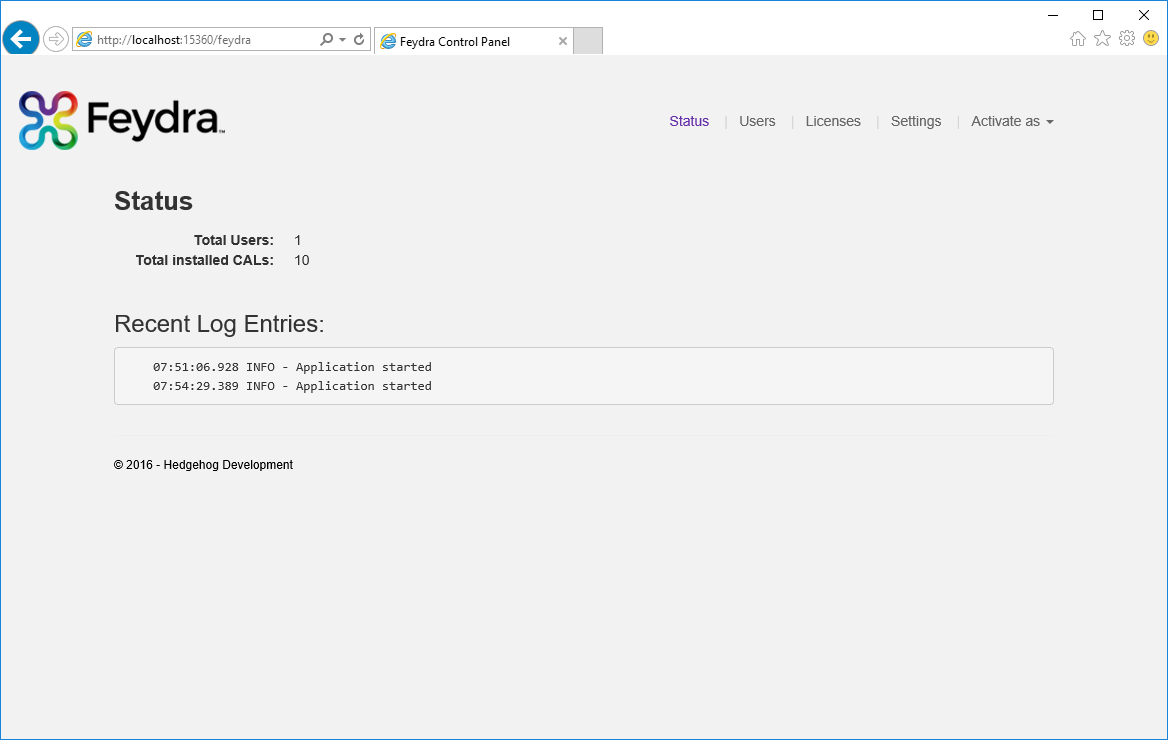 http://localhost:15360/feydra
Feydra Control Panel
Feydra™
Status
Users
Licenses
Settings
Activate as
Status
Total Users: 1
Total installed CALs: 10
Recent Log Entries:
07:51:06.928 INFO - Application started
07:54:29.389 INFO - Application started
© 2016 - Hedgehog Development